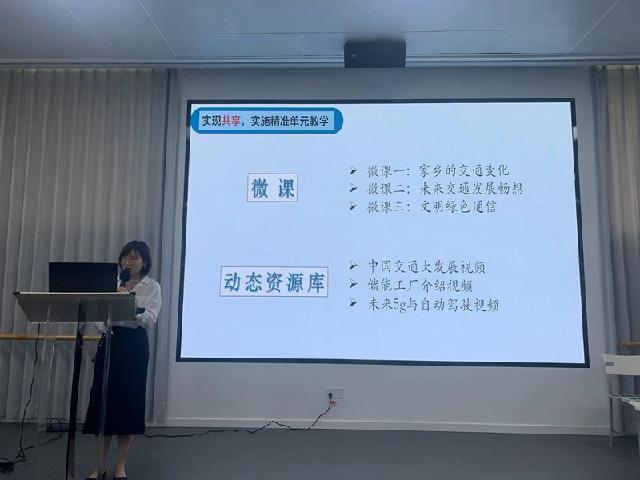 实现共享，实施精准单元教学
微课
➢ 微课一：家乡的交通变化
➢ 微课二：未来交通发展畅想
➢ 微课三：文明绿色通信
动态资源库
➢ 中国交通大发展视频
➢ 储能工厂介绍视频
➢ 未来5g与自动驾驶视频